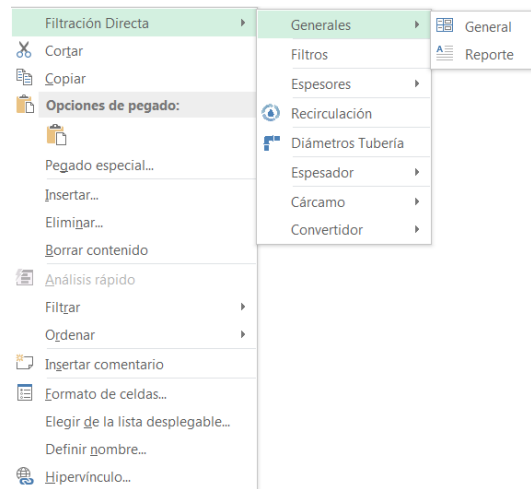 Filtración Directa
Cortar
Copiar
Opciones de pegado:
Pegado especial...
Insertar...
Eliminar...
Borrar contenido
Análisis rápido
Filtrar
Ordenar
Insertar comentario
Formato de celdas...
Elegir de la lista desplegable...
Definir nombre...
Hipervínculo...
Generales
Filtros
Espesores
Recirculación
Diámetros Tubería
Espesador
Cárcamo
Convertidor
General
Reporte